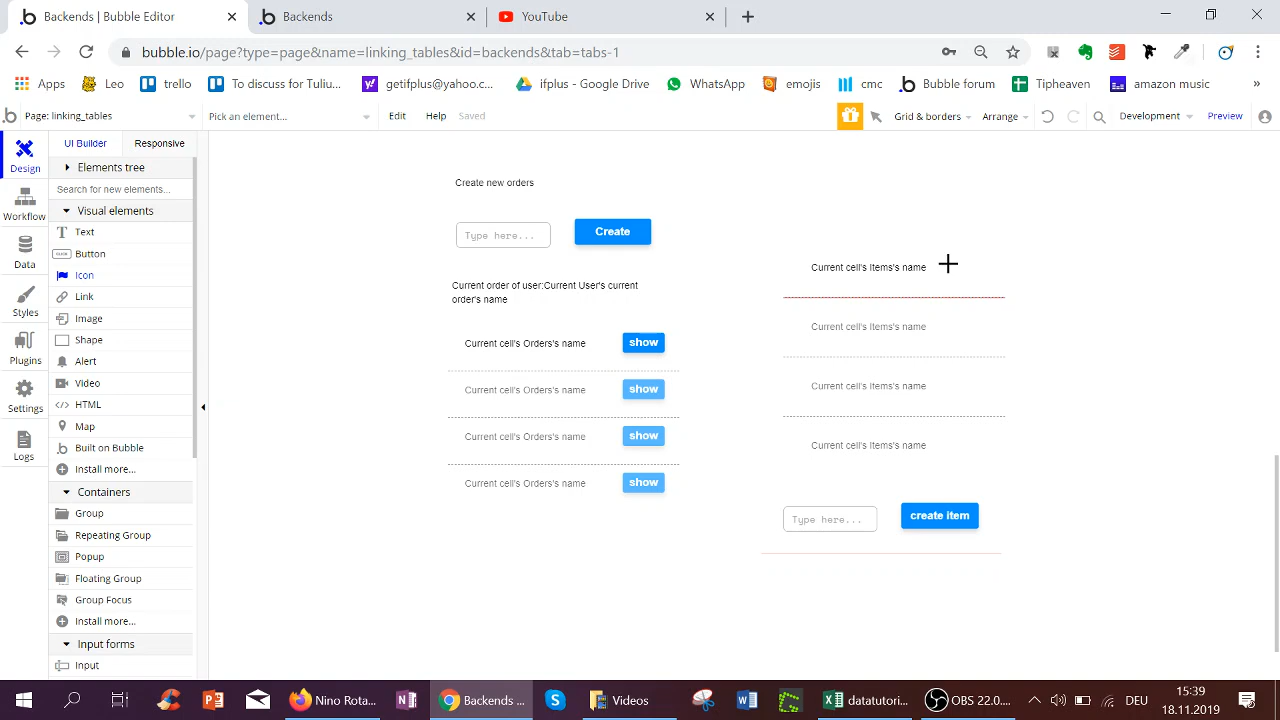 Backends | Bubble Editor
Backends
YouTube
bubble.io/page?type=page&name=linking_tables&id=backends&tab=tabs-1
Apps
Leo
trello
To discuss for Tuliu...
getifplus@yahoo.c...
ifplus - Google Drive
WhatsApp
emojis
cmc
Bubble forum
Tipheaven
amazon music
»
Page: linking_tables
Pick an element...
Edit
Help
Saved
Grid & borders
Arrange
Development
Preview
Design
Workflow
Data
Styles
Plugins
Settings
Logs
UI Builder
Responsive
Elements tree
Search for new elements...
Visual elements
Text
Button
Icon
Link
Image
Shape
Alert
Video
HTML
Map
Built on Bubble
Install more...
Containers
Group
Repeating Group
Popup
Floating Group
Group Focus
Install more...
Input forms
Input
Create new orders
Type here...
Create
Current order of user:Current User's current
order's name
Current cell's Orders's name
show
Current cell's Orders's name
show
Current cell's Orders's name
show
Current cell's Orders's name
show
Current cell's Items's name
Current cell's Items's name
Current cell's Items's name
Current cell's Items's name
Type here...
create item
Nino Rota...
Backends ...
Videos
datatutori...
OBS 22.0....
DEU
15:39
18.11.2019